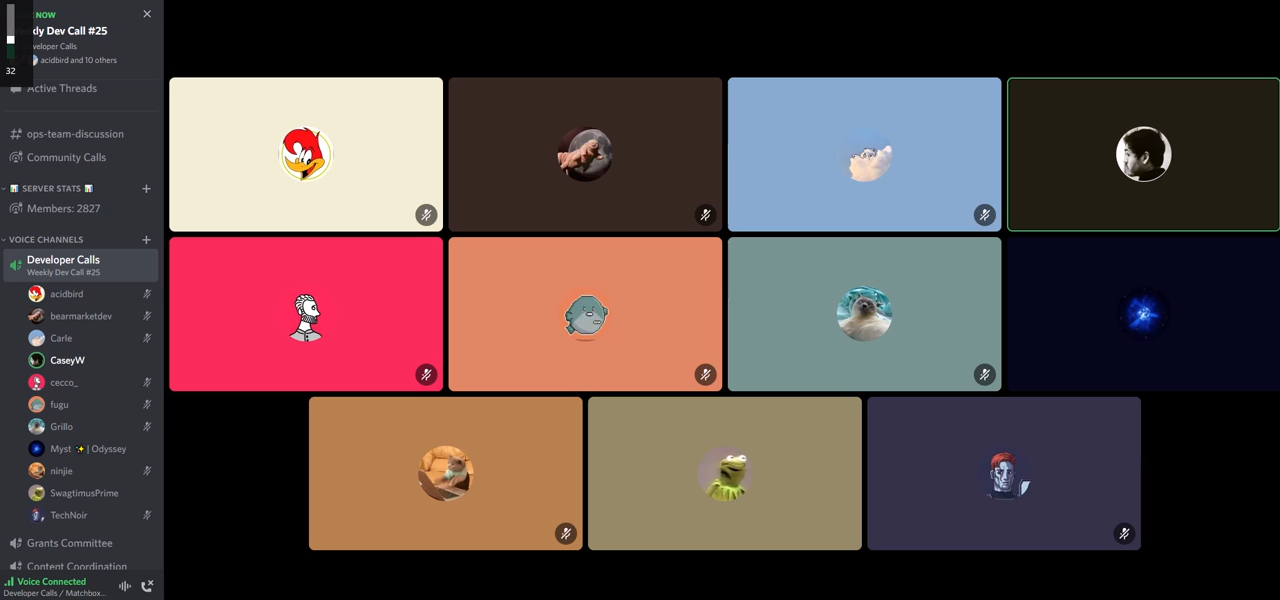 NOW
kly Dev Call #25
eveloper Calls
acidbird and 10 others
32
Active Threads
ops-team-discussion
Community Calls
SERVER STATS
Members: 2827
VOICE CHANNELS
Developer Calls
Weekly Dev Call #25
acidbird
bearmarketdev
Carle
CaseyW
cecco_
fugu
Grillo
Myst ✨ | Odyssey
ninjie
SwagtimusPrime
TechNoir
Grants Committee
Content Coordination
Voice Connected
Developer Calls / Matchbox...